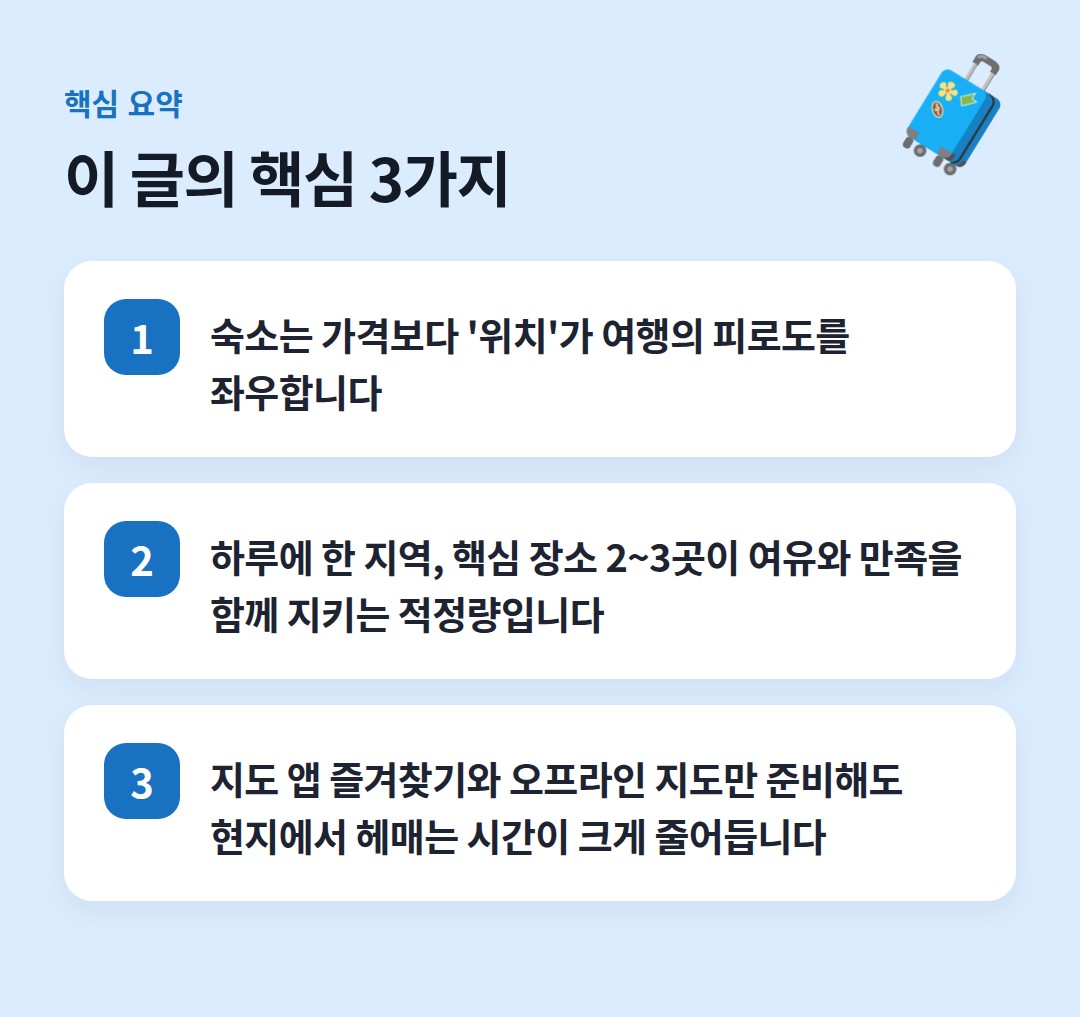 핵심 요약
이 글의 핵심 3가지
1
숙소는 가격보다 '위치'가 여행의 피로도를
좌우합니다
2
하루에 한 지역, 핵심 장소 2~3곳이 여유와 만족을
함께 지키는 적정량입니다
3
지도 앱 즐겨찾기와 오프라인 지도만 준비해도
현지에서 헤매는 시간이 크게 줄어듭니다